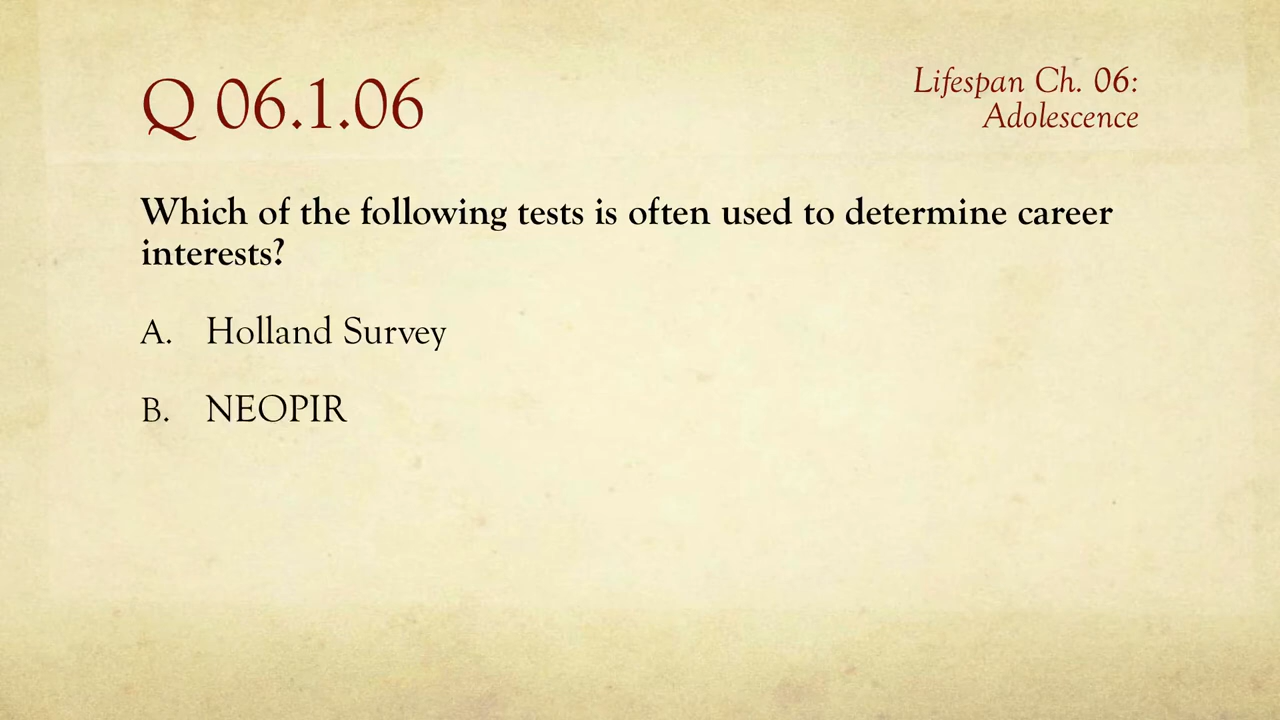 Q 06.1.06
Lifespan Ch. 06:
Adolescence
Which of the following tests is often used to determine career
interests?
A. Holland Survey
B. NEOPIR